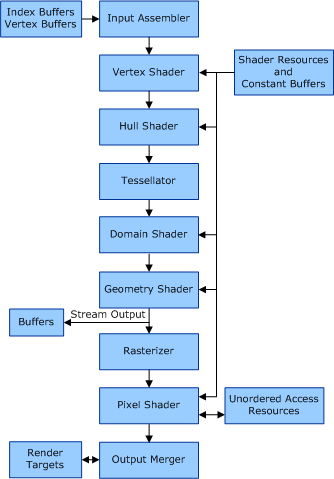 Index Buffers
Vertex Buffers
Input Assembler
Vertex Shader
Shader Resources
and
Constant Buffers
Hull Shader
Tessellator
Domain Shader
Geometry Shader
Stream Output
Buffers
Rasterizer
Pixel Shader
Unordered Access
Resources
Render
Targets
Output Merger